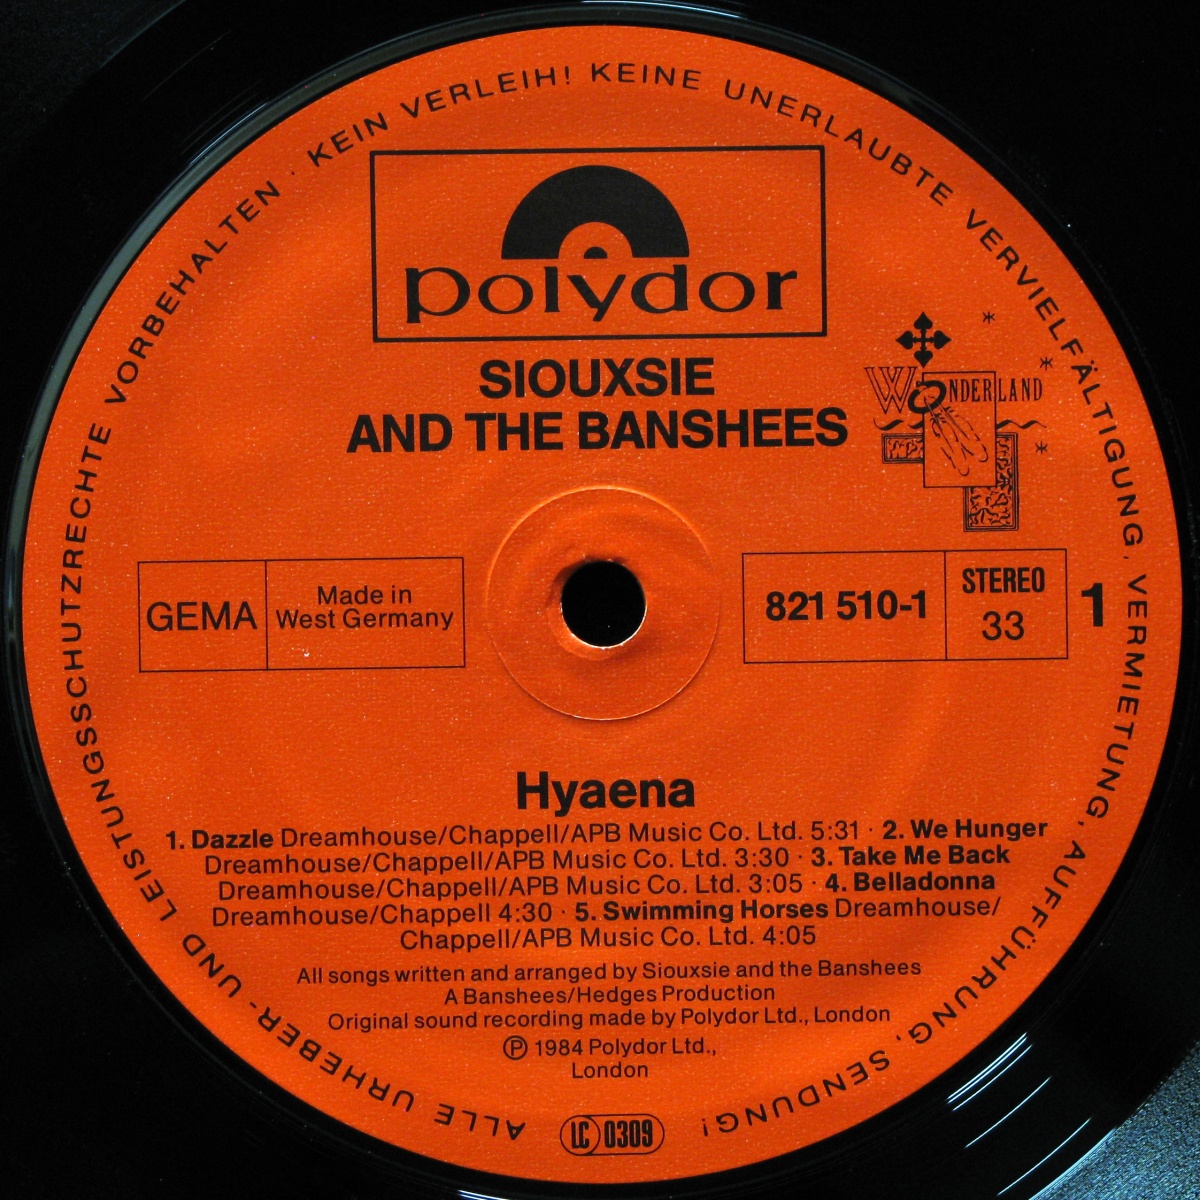 ALLE URHEBER- UND LEISTUNGSSCHUTZRECHTE VORBEHALTEN · KEIN VERLEIH! KEINE UNERLAUBTE VERVIELFÄLTIGUNG, VERMIETUNG, AUFFÜHRUNG, SENDUNG!
polydor
SIOUXSIE
AND THE BANSHEES
WONDERLAND
GEMA
Made in
West Germany
821 510-1
STEREO
33
1
Hyaena
1. Dazzle Dreamhouse/Chappell/APB Music Co. Ltd. 5:31 · 2. We Hunger
Dreamhouse/Chappell/APB Music Co. Ltd. 3:30 · 3. Take Me Back
Dreamhouse/Chappell/APB Music Co. Ltd. 3:05 · 4. Belladonna
Dreamhouse/Chappell 4:30 · 5. Swimming Horses Dreamhouse/
Chappell/APB Music Co. Ltd. 4:05
All songs written and arranged by Siouxsie and the Banshees
A Banshees/Hedges Production
Original sound recording made by Polydor Ltd., London
Ⓟ 1984 Polydor Ltd.,
London
LC 0309